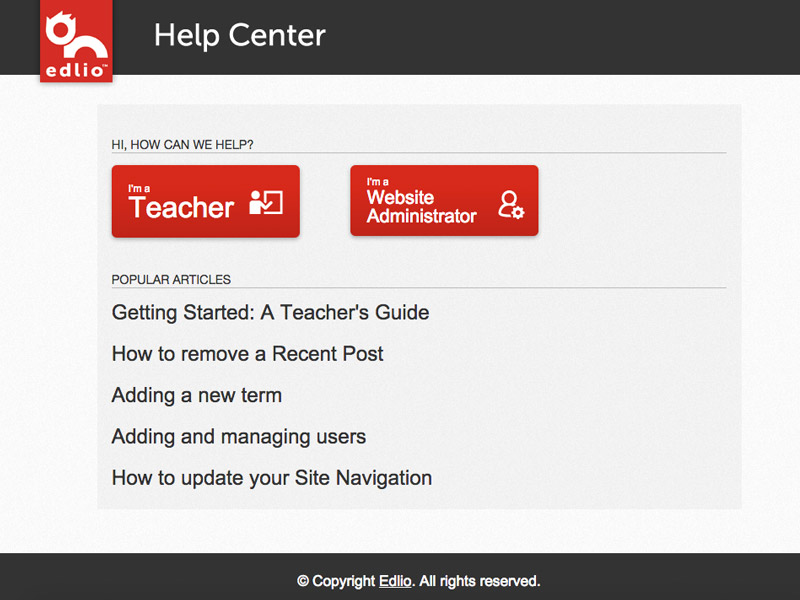 edlio™
Help Center
HI, HOW CAN WE HELP?
I'm a
Teacher
I'm a
Website
Administrator
POPULAR ARTICLES
Getting Started: A Teacher's Guide
How to remove a Recent Post
Adding a new term
Adding and managing users
How to update your Site Navigation
© Copyright Edlio. All rights reserved.